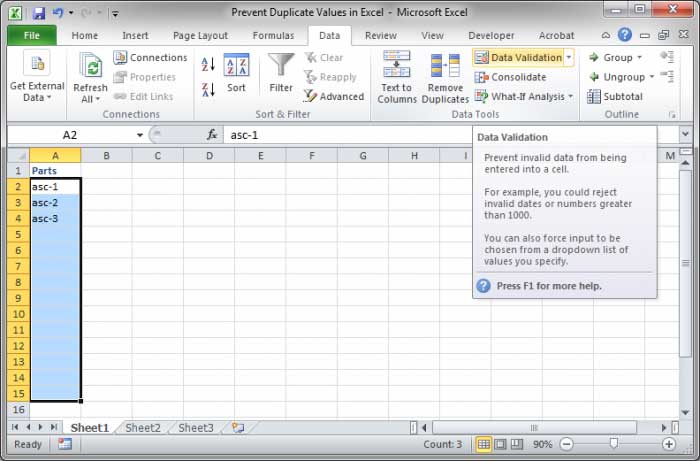 Prevent Duplicate Values in Excel - Microsoft Excel
File Home Insert Page Layout Formulas Data Review View Developer Acrobat
Get External Data
Refresh All
Connections
Properties
Edit Links
Connections
Sort
Filter
Clear
Reapply
Advanced
Sort & Filter
Text to Columns
Remove Duplicates
Data Validation
Consolidate
What-If Analysis
Data Tools
Group
Ungroup
Subtotal
Outline
A2 fx asc-1
A B C D E F G H I M
1 Parts
2 asc-1
3 asc-2
4 asc-3
5
6
7
8
9
10
11
12
13
14
15
16
Data Validation
Prevent invalid data from being
entered into a cell.
For example, you could reject
invalid dates or numbers greater
than 1000.
You can also force input to be
chosen from a dropdown list of
values you specify.
Press F1 for more help.
Sheet1 Sheet2 Sheet3
Ready Count: 3 90%